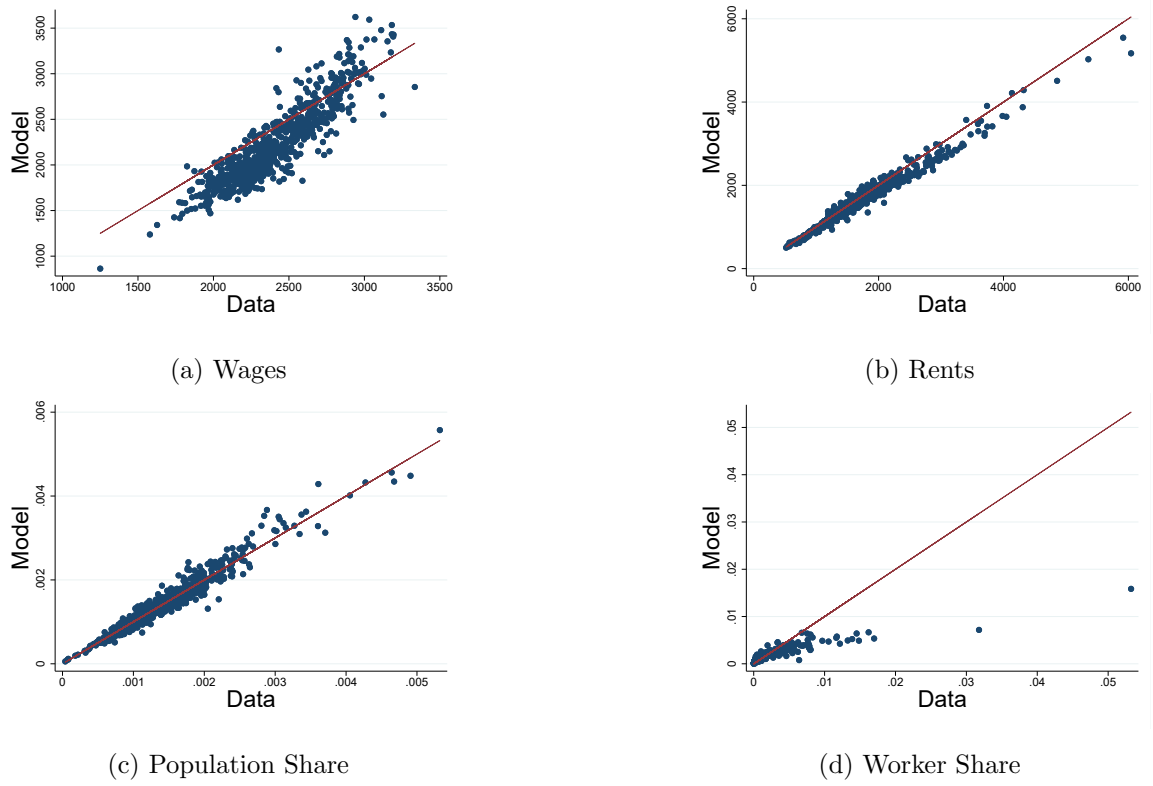 3500
3000
2500
2000
1500
1000
Model
1000 1500 2000 2500 3000 3500
Data
(a) Wages
6000
4000
2000
0
Model
0 2000 4000 6000
Data
(b) Rents
.006
.004
.002
0
Model
0 .001 .002 .003 .004 .005
Data
(c) Population Share
.05
.04
.03
.02
.01
0
Model
0 .01 .02 .03 .04 .05
Data
(d) Worker Share